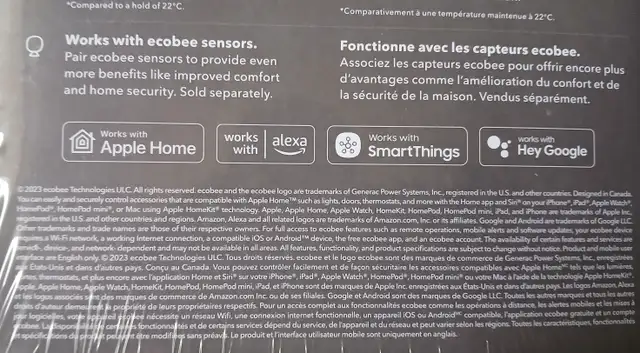 *Compared to a hold of 22°C.
*Comparativement à une température maintenue à 22°C.
Works with ecobee sensors.
Pair ecobee sensors to provide even
more benefits like improved comfort
and home security. Sold separately.
Fonctionne avec les capteurs ecobee.
Associez les capteurs ecobee pour offrir encore plus
d'avantages comme l'amélioration du confort et de
la sécurité de la maison. Vendus séparément.
Works with
Apple Home
works
with
alexa
Works with
SmartThings
works with
Hey Google
©2023 ecobee Technologies ULC. All rights reserved. ecobee and the ecobee logo are trademarks of Generac Power Systems, Inc., registered in the U.S. and other countries. Designed in Canada.
You can easily and securely control accessories that are compatible with Apple Home™ such as lights, doors, thermostats, and more with the Home app and Siri® on your iPhone®, iPad®, Apple Watch®,
HomePod®, HomePod mini®, or Mac using Apple HomeKit® technology. Apple, Apple Home, Apple Watch, HomeKit, HomePod, HomePod mini, iPad, and iPhone are trademarks of Apple Inc.,
registered in the U.S. and other countries and regions. Amazon, Alexa and all related logos are trademarks of Amazon.com, Inc. or its affiliates. Google and Android are trademarks of Google LLC.
Other trademarks and trade names are those of their respective owners. For full access to ecobee features such as remote operations, mobile alerts and software updates, your ecobee device
requires a Wi-Fi network, a working internet connection, a compatible iOS or Android™ device, the free ecobee app, and an ecobee account. The availability of certain features and services are
device-, and network-dependent and may not be available in all areas. All features, functionality, and product specifications are subject to change without notice. Product and mobile user
interface are English only. © 2023 ecobee Technologies ULC. Tous droits réservés. ecobee et le logo ecobee sont des marques de commerce de Generac Power Systems, Inc., enregistrées
aux États-Unis et dans d'autres pays. Conçu au Canada. Vous pouvez contrôler facilement et de façon sécuritaire les accessoires compatibles avec Apple Home™ tels que lumières,
thermostats, et plus encore avec l'application Home et Siri® sur votre iPhone®, iPad®, Apple Watch®, HomePod®, HomePod mini® ou votre Mac à l'aide de la technologie Apple HomeKit®.
Apple, Apple Home, Apple Watch, HomeKit, HomePod, HomePod mini, iPad, et iPhone sont des marques de Apple Inc. enregistrées aux États-Unis et dans d'autres pays. Les logos Amazon, Alexa
et les logos associés sont des marques de commerce de Amazon.com Inc. ou de ses filiales. Google et Android sont des marques de Google LLC. Toutes les autres marques et tous les autres
droits d'auteur demeurent la propriété de leurs propriétaires respectifs. Pour un accès complet aux fonctionnalités ecobee comme les opérations à distance, les alertes mobiles et les mises à
jour logicielles, votre appareil ecobee nécessite un réseau Wifi, une connexion internet fonctionnelle, un appareil iOS ou Android™ compatible, l'application ecobee gratuite et un compte
ecobee. La disponibilité de certaines fonctionnalités et de certains services dépend du service, de l'appareil et du réseau et peut varier selon les régions. Toutes les caractéristiques, fonctionnalités
et spécifications du produit peuvent être modifiées sans préavis. Le produit et l'interface utilisateur mobile sont uniquement en anglais.